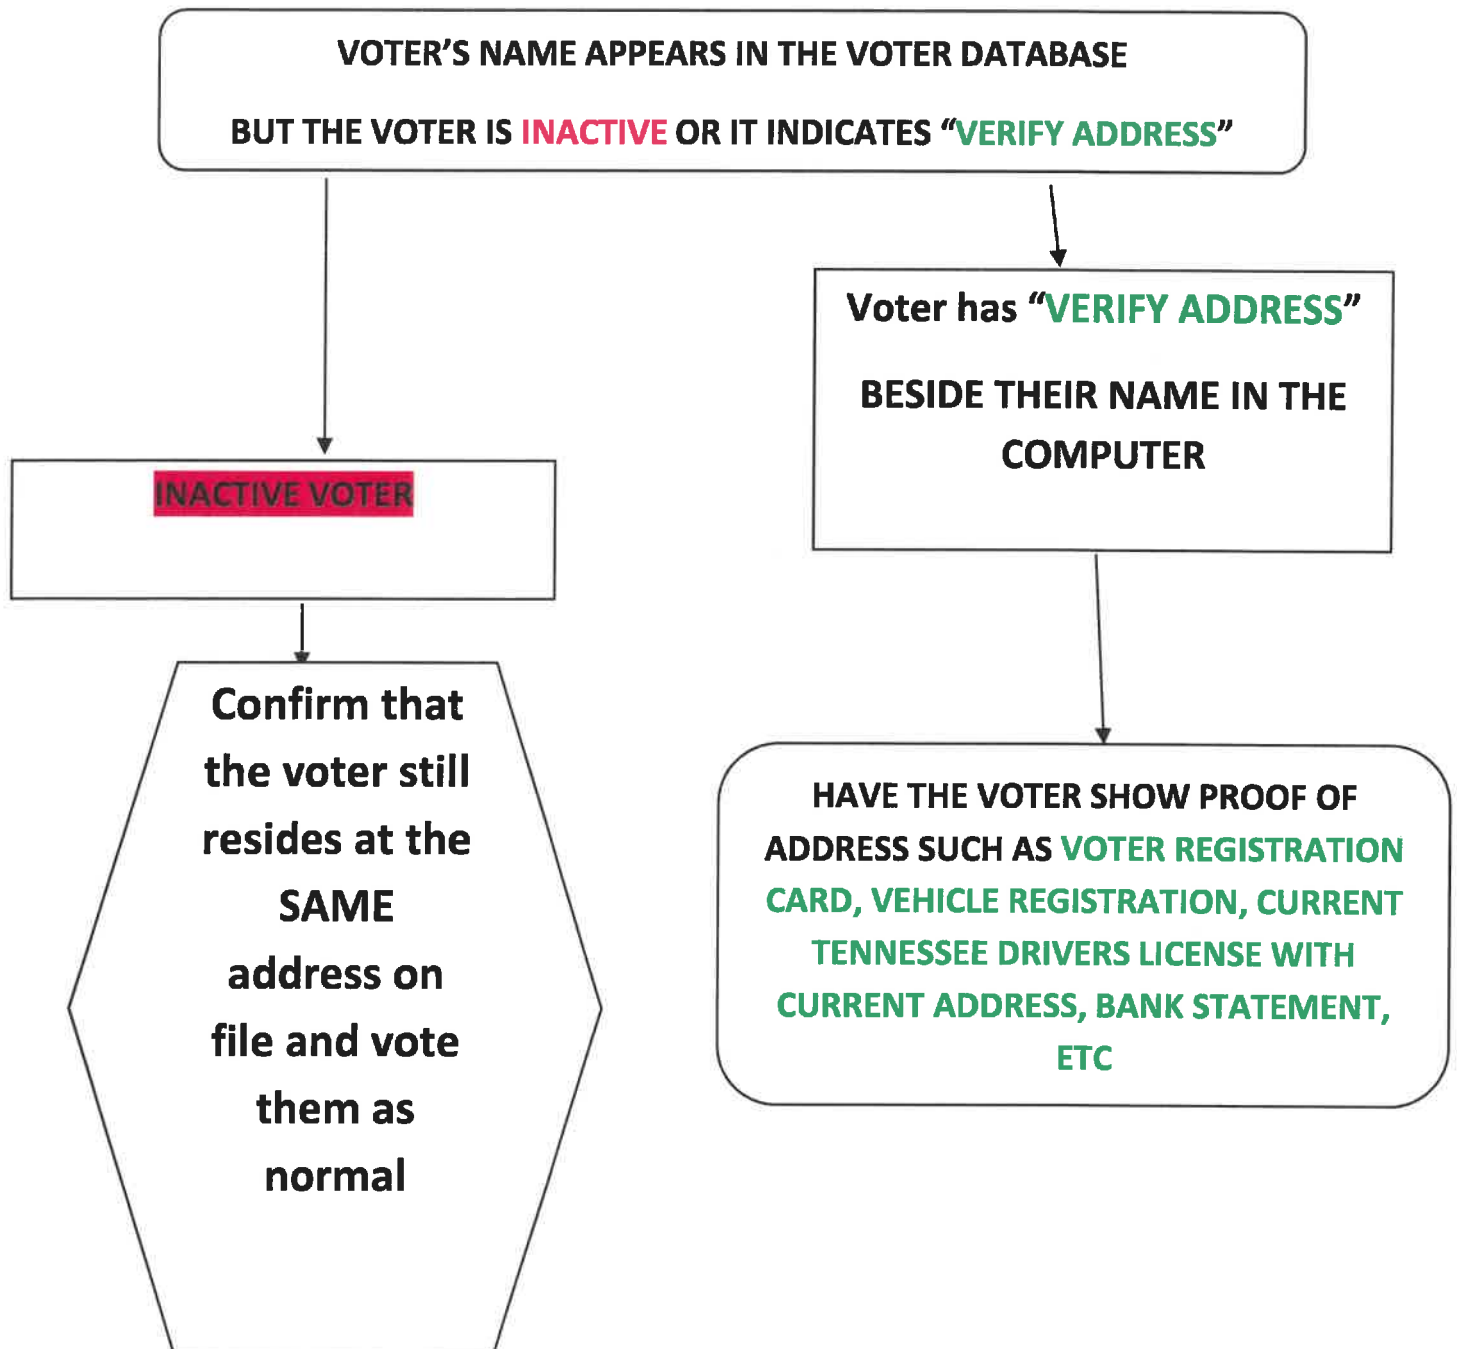 VOTER’S NAME APPEARS IN THE VOTER DATABASE
BUT THE VOTER IS INACTIVE OR IT INDICATES “VERIFY ADDRESS”
Voter has “VERIFY ADDRESS”
BESIDE THEIR NAME IN THE
COMPUTER
INACTIVE VOTER
Confirm that
the voter still
resides at the
SAME
address on
file and vote
them as
normal
HAVE THE VOTER SHOW PROOF OF
ADDRESS SUCH AS VOTER REGISTRATION
CARD, VEHICLE REGISTRATION, CURRENT
TENNESSEE DRIVERS LICENSE WITH
CURRENT ADDRESS, BANK STATEMENT,
ETC